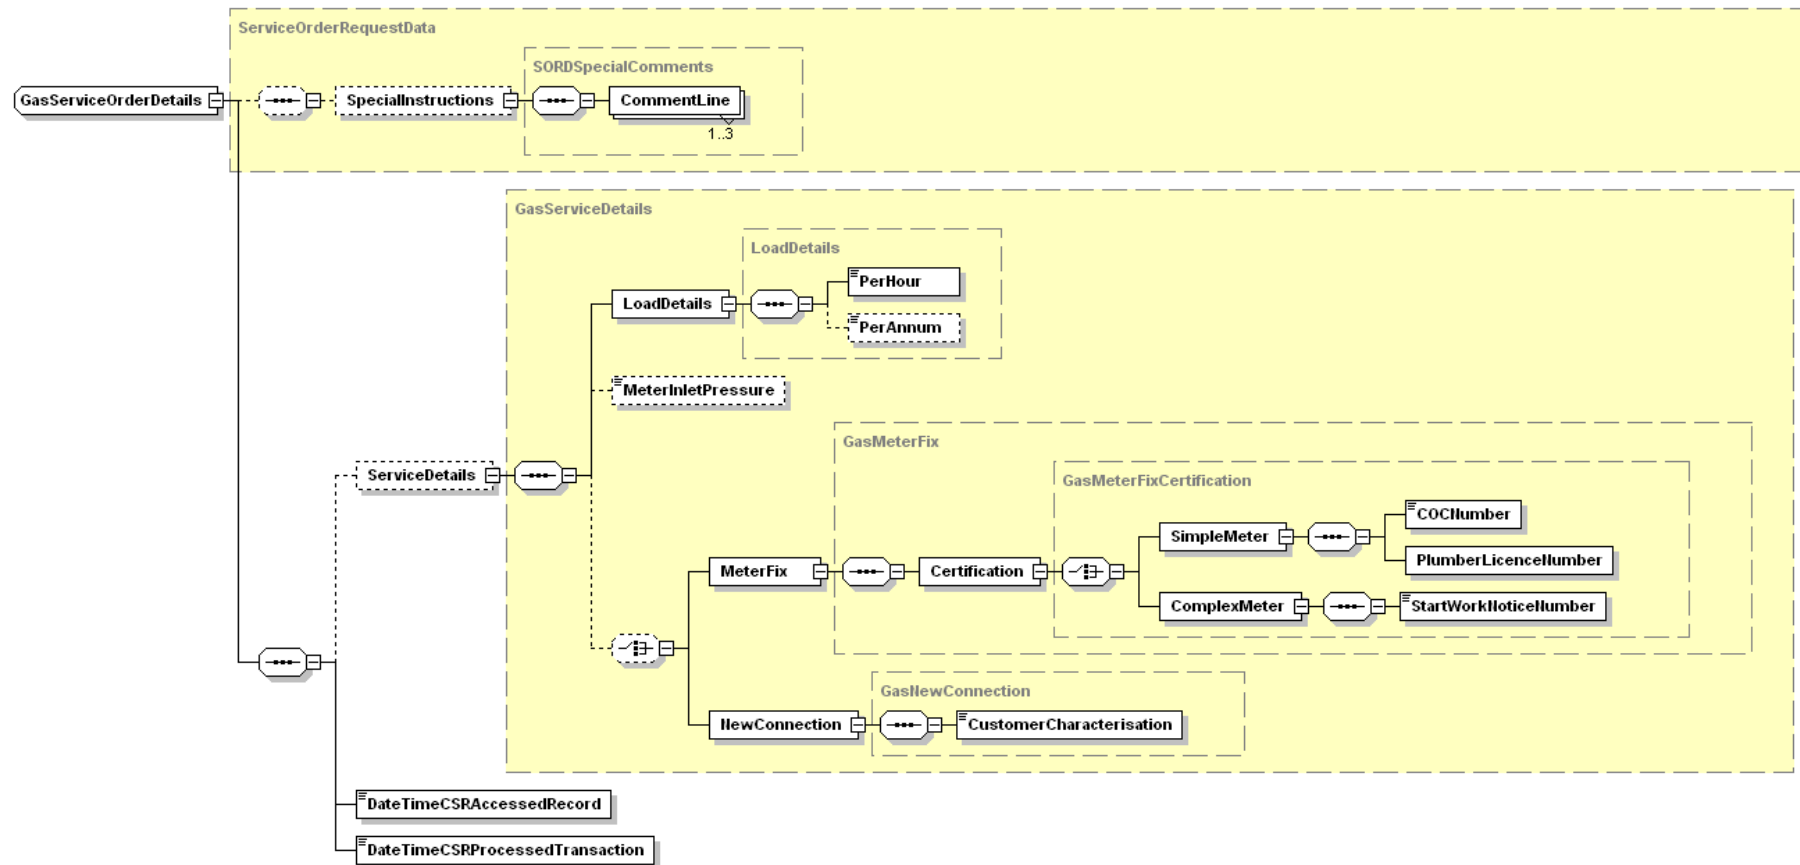 ServiceOrderRequestData
SORDSpecialComments
GasServiceOrderDetails
SpecialInstructions
CommentLine
1..3
GasServiceDetails
LoadDetails
LoadDetails
PerHour
PerAnnum
MeterInletPressure
GasMeterFix
GasMeterFixCertification
ServiceDetails
SimpleMeter
COCNumber
PlumberLicenceNumber
MeterFix
Certification
ComplexMeter
StartWorkNoticeNumber
GasNewConnection
NewConnection
CustomerCharacterisation
DateTimeCSRAccessedRecord
DateTimeCSRProcessedTransaction